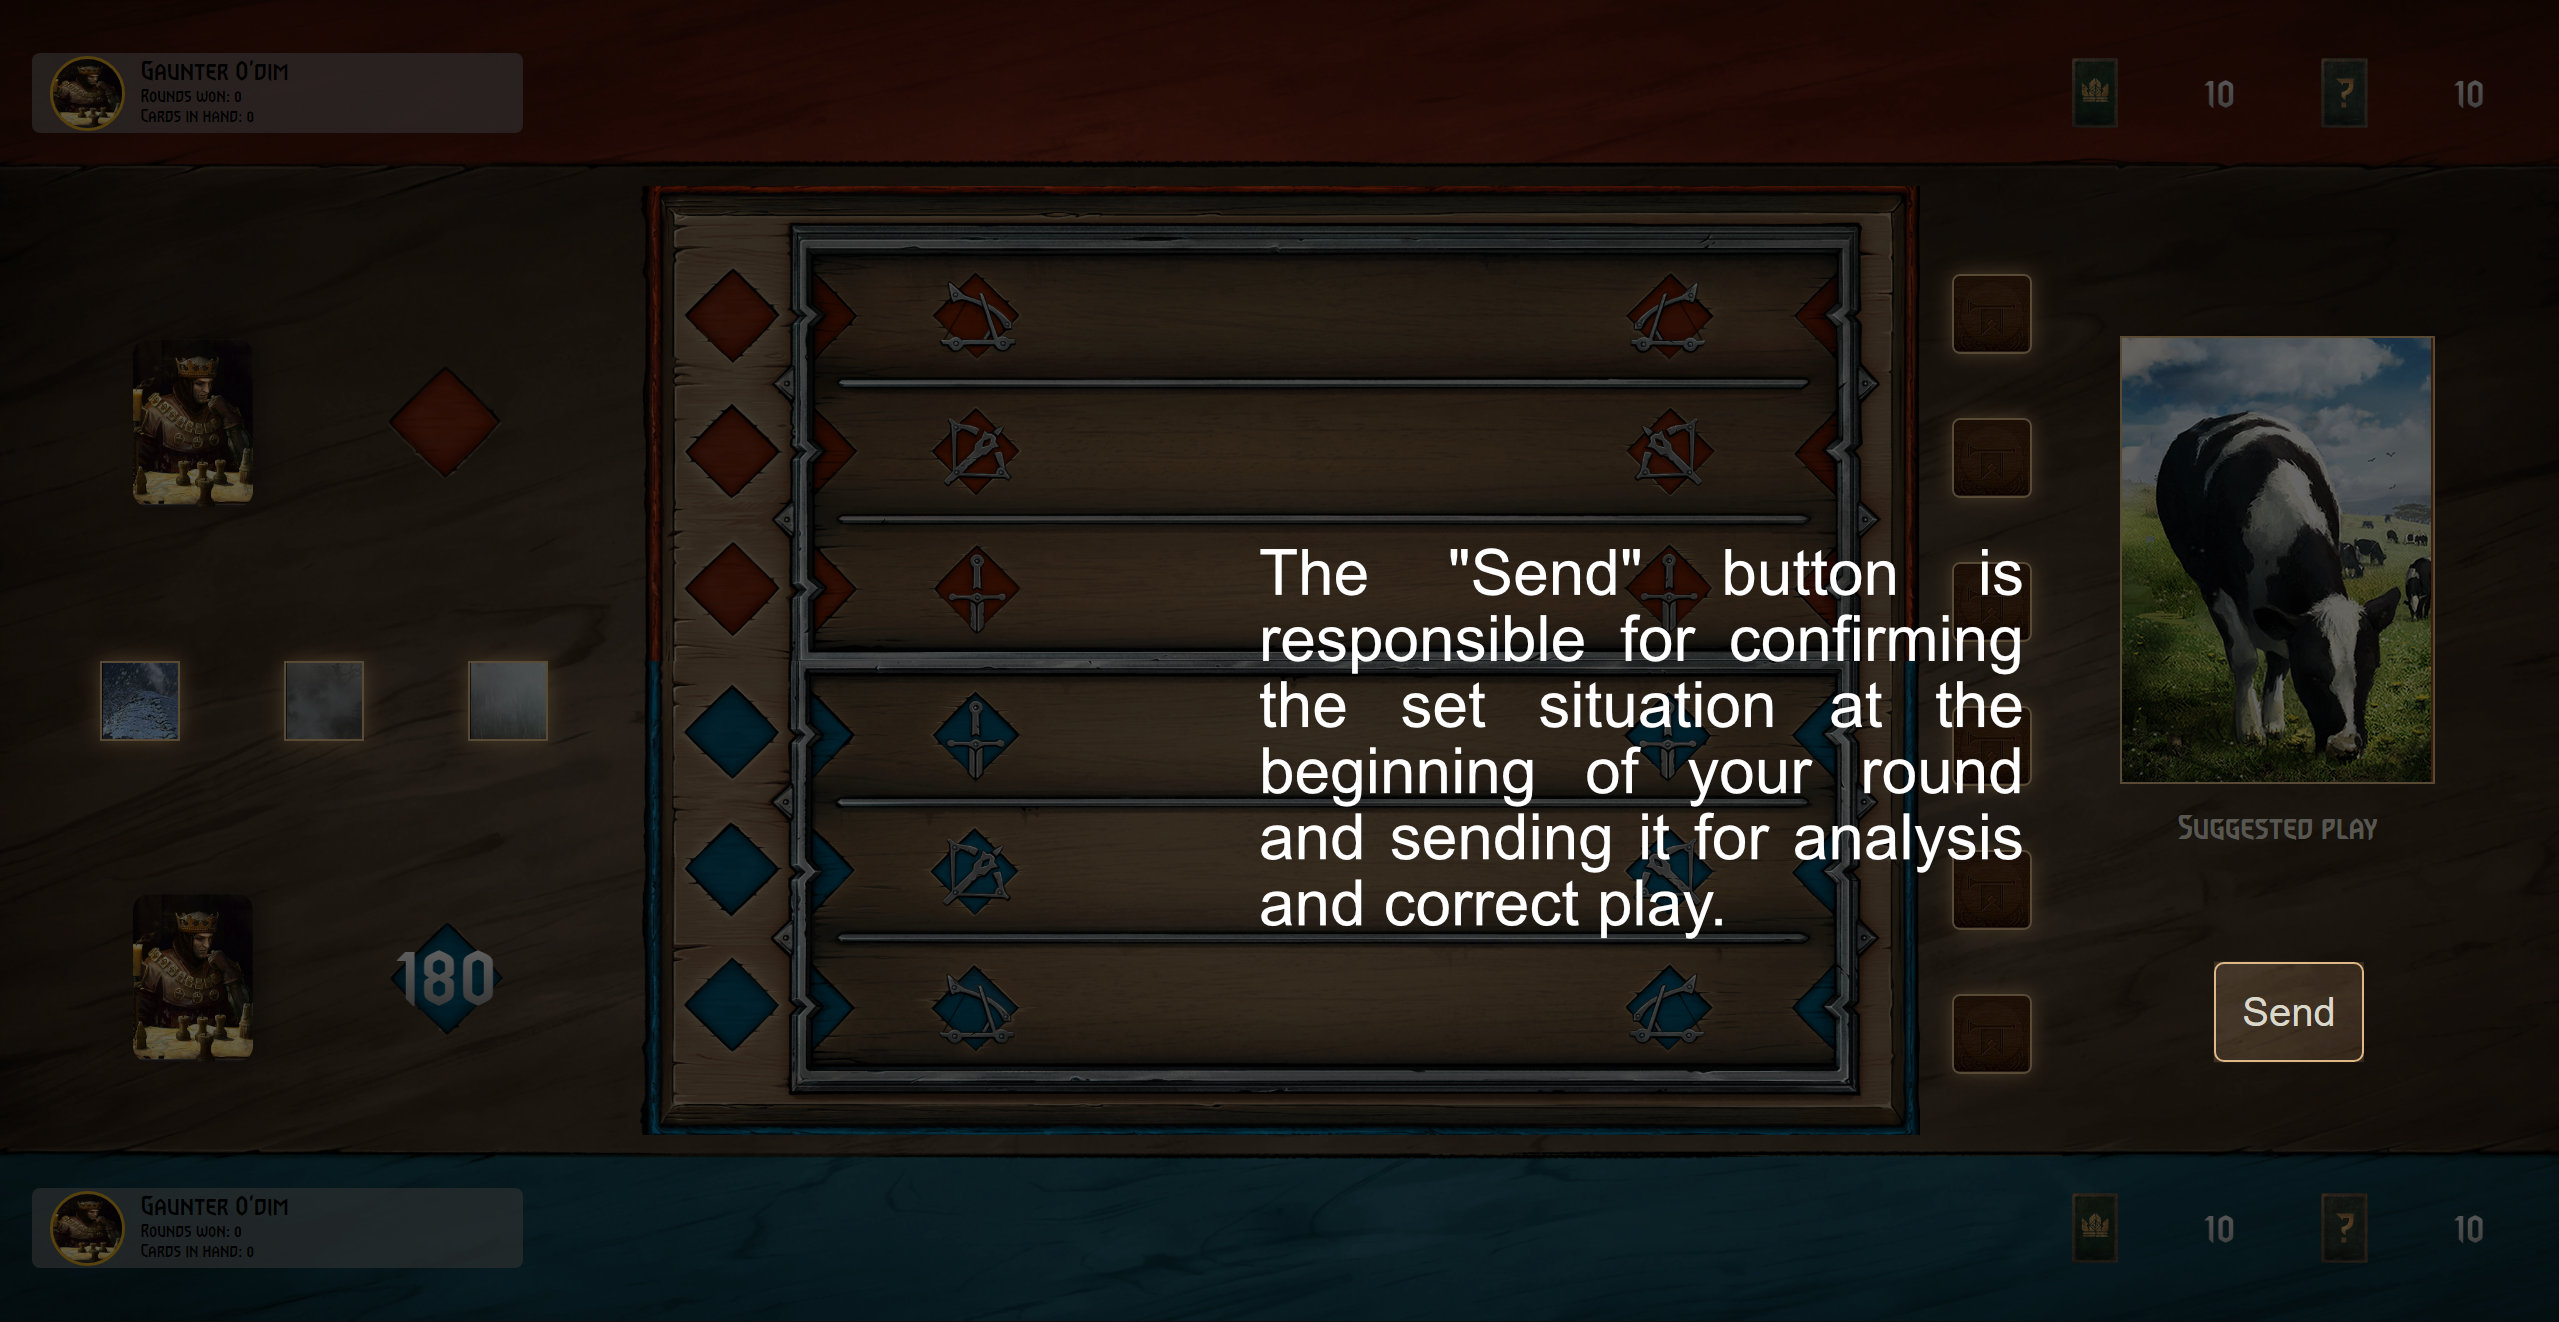 Gaunter O'dim
Rounds won: 0
Cards in hand: 0
10
?
10
The "Send" button is
responsible for confirming
the set situation at the
beginning of your round
and sending it for analysis
and correct play.
Suggested play
180
Send
Gaunter O'dim
Rounds won: 0
Cards in hand: 0
10
?
10